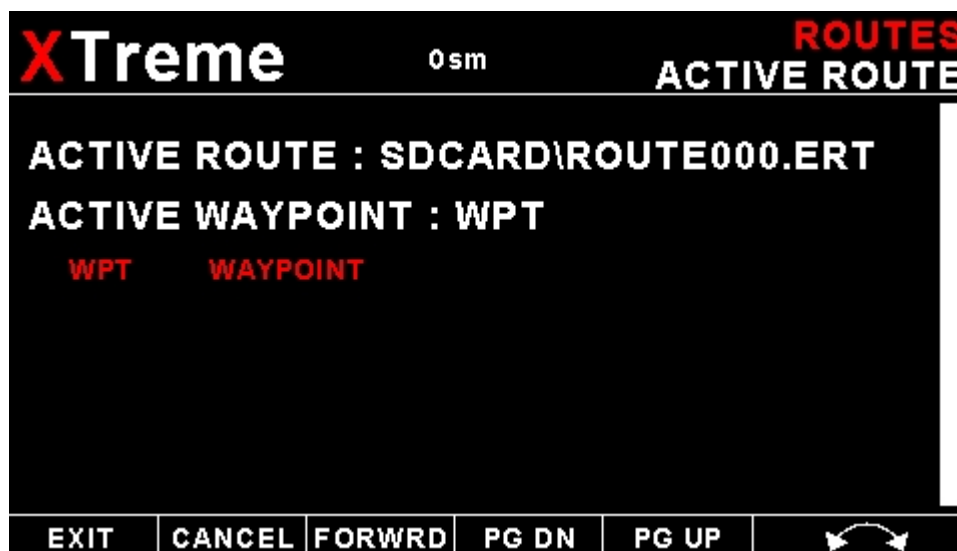 XTreme 0sm ROUTES
ACTIVE ROUTE
ACTIVE ROUTE : SDCARD\ROUTE000.ERT
ACTIVE WAYPOINT : WPT
WPT WAYPOINT
EXIT CANCEL FORWRD PG DN PG UP